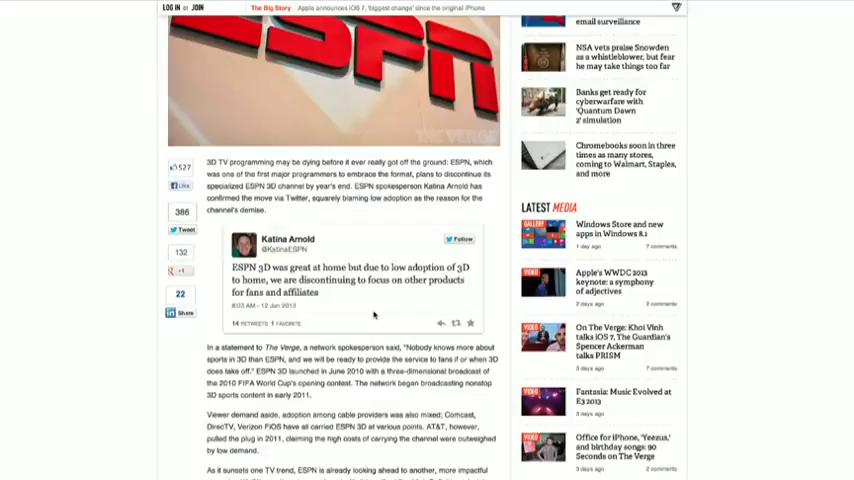 LOG IN or JOIN
The Big Story Apple announces iOS 7, 'biggest change' since the original iPhone
ESPN
THE VERGE
527
Like
386
Tweet
132
+1
22
Share
3D TV programming may be dying before it ever really got off the ground: ESPN, which
was one of the first major programmers to embrace the format, plans to discontinue its
specialized ESPN 3D channel by year's end. ESPN spokesperson Katina Arnold has
confirmed the move via Twitter, squarely blaming low adoption as the reason for the
channel's demise.
Katina Arnold
@KatinaESPN
Follow
ESPN 3D was great at home but due to low adoption of 3D
to home, we are discontinuing to focus on other products
for fans and affiliates
8:03 AM - 12 Jun 2013
14 RETWEETS 1 FAVORITE
In a statement to The Verge, a network spokesperson said, "Nobody knows more about
sports in 3D than ESPN, and we will be ready to provide the service to fans if or when 3D
does take off." ESPN 3D launched in June 2010 with a three-dimensional broadcast of
the 2010 FIFA World Cup's opening contest. The network began broadcasting nonstop
3D sports content in early 2011.
Viewer demand aside, adoption among cable providers was also mixed; Comcast,
DirecTV, Verizon FiOS have all carried ESPN 3D at various points. AT&T, however,
pulled the plug in 2011, claiming the high costs of carrying the channel were outweighed
by low demand.
As it sunsets one TV trend, ESPN is already looking ahead to another, more impactful
email surveillance
NSA vets praise Snowden
as a whistleblower, but fear
he may take things too far
Banks get ready for
cyberwarfare with
'Quantum Dawn
2' simulation
Chromebooks soon in three
times as many stores,
coming to Walmart, Staples,
and more
LATEST MEDIA
GALLERY
Windows Store and new
apps in Windows 8.1
1 day ago 7 comments
VIDEO
Apple's WWDC 2013
keynote: a symphony
of adjectives
2 days ago
VIDEO
On The Verge: Khoi Vinh
talks iOS 7, The Guardian's
Spencer Ackerman
talks PRISM
3 days ago 7 comments
VIDEO
Fantasia: Music Evolved at
E3 2013
3 days ago
VIDEO
Office for iPhone, 'Yeezus,'
and birthday songs: 90
Seconds on The Verge
3 days ago 2 comments